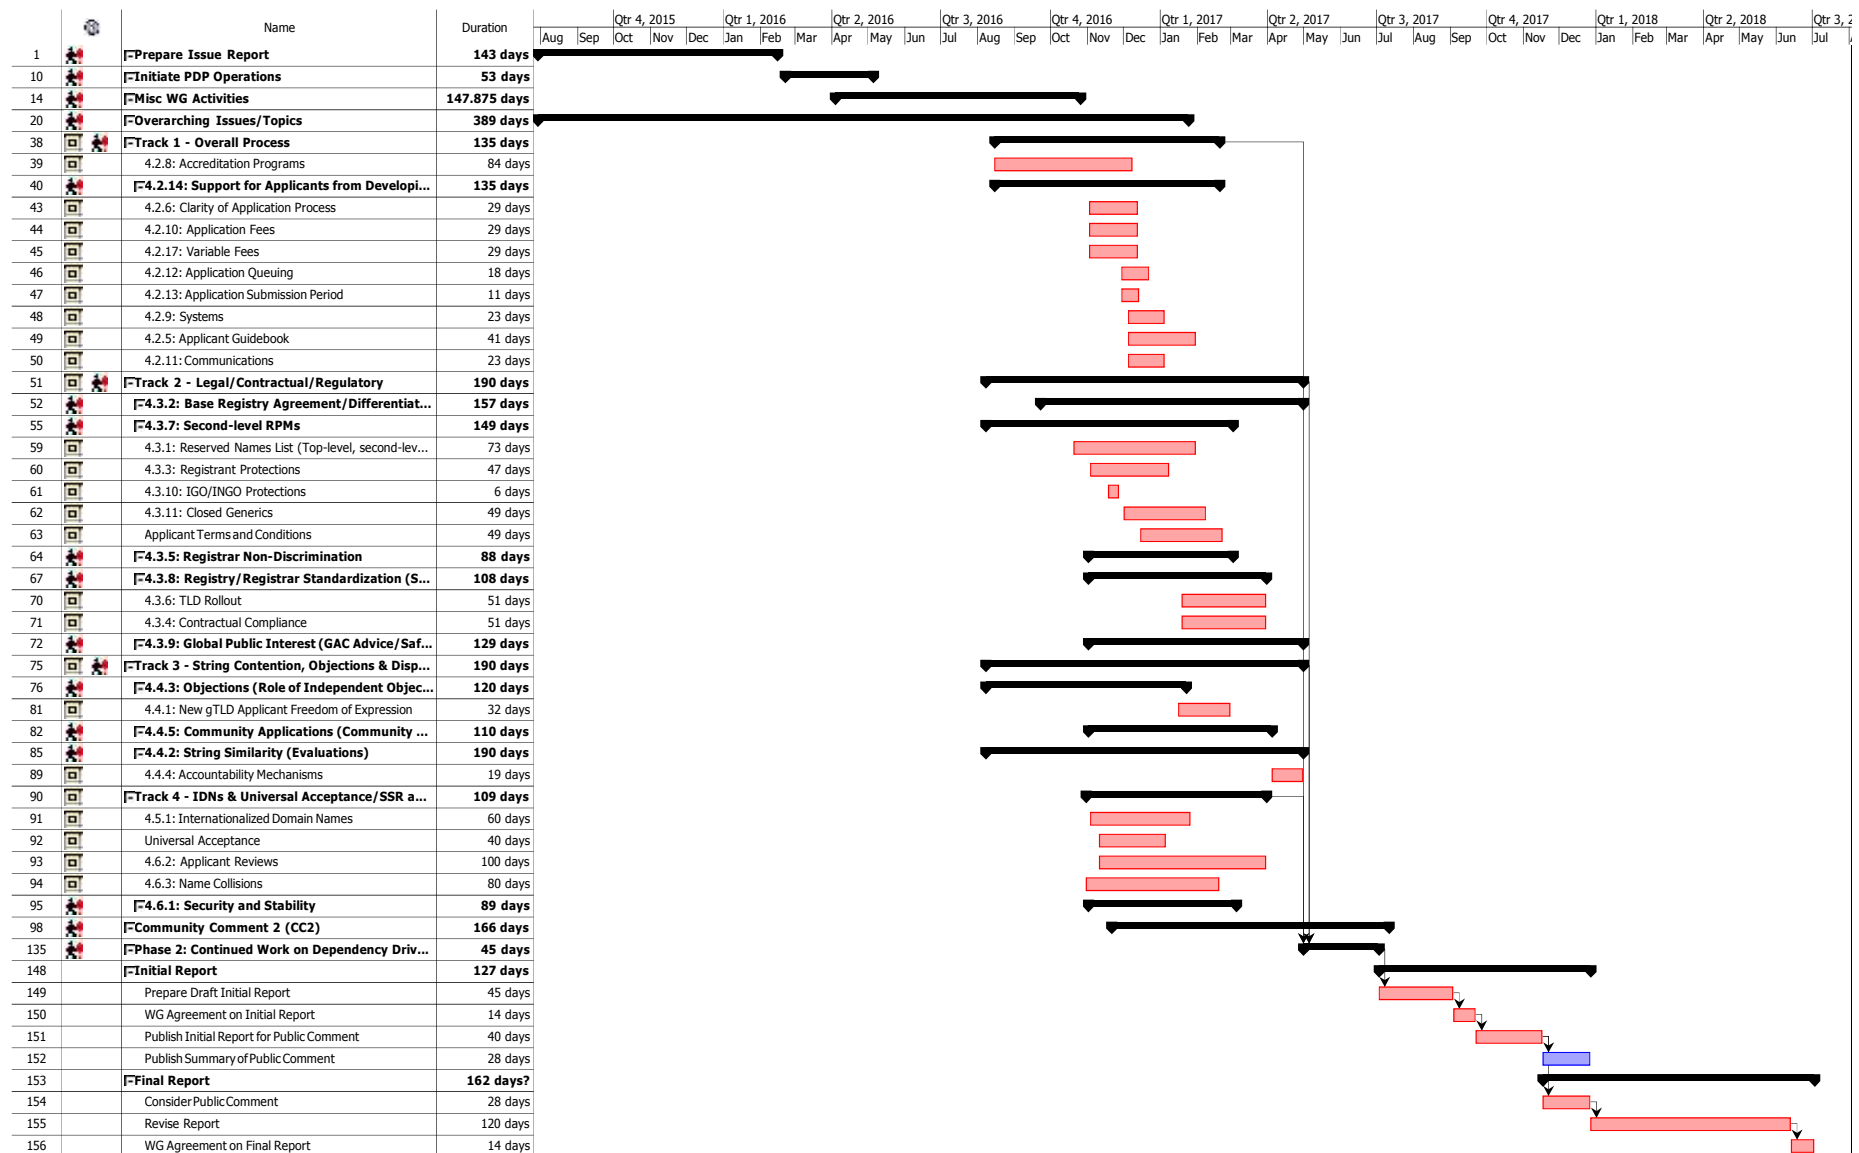 Name Duration Qtr 4, 2015 Qtr 1, 2016 Qtr 2, 2016 Qtr 3, 2016 Qtr 4, 2016 Qtr 1, 2017 Qtr 2, 2017 Qtr 3, 2017 Qtr 4, 2017 Qtr 1, 2018 Qtr 2, 2018 Qtr 3, 2
Aug Sep Oct Nov Dec Jan Feb Mar Apr May Jun Jul Aug Sep Oct Nov Dec Jan Feb Mar Apr May Jun Jul Aug Sep Oct Nov Dec Jan Feb Mar Apr May Jun Jul
1 Prepare Issue Report 143 days
10 Initiate PDP Operations 53 days
14 Misc WG Activities 147.875 days
20 Overarching Issues/Topics 389 days
38 Track 1 - Overall Process 135 days
39 4.2.8: Accreditation Programs 84 days
40 4.2.14: Support for Applicants from Developi... 135 days
43 4.2.6: Clarity of Application Process 29 days
44 4.2.10: Application Fees 29 days
45 4.2.17: Variable Fees 29 days
46 4.2.12: Application Queuing 18 days
47 4.2.13: Application Submission Period 11 days
48 4.2.9: Systems 23 days
49 4.2.5: Applicant Guidebook 41 days
50 4.2.11: Communications 23 days
51 Track 2 - Legal/Contractual/Regulatory 190 days
52 4.3.2: Base Registry Agreement/Differentiat... 157 days
55 4.3.7: Second-level RPMs 149 days
59 4.3.1: Reserved Names List (Top-level, second-lev... 73 days
60 4.3.3: Registrant Protections 47 days
61 4.3.10: IGO/INGO Protections 6 days
62 4.3.11: Closed Generics 49 days
63 Applicant Terms and Conditions 49 days
64 4.3.5: Registrar Non-Discrimination 88 days
67 4.3.8: Registry/Registrar Standardization (S... 108 days
70 4.3.6: TLD Rollout 51 days
71 4.3.4: Contractual Compliance 51 days
72 4.3.9: Global Public Interest (GAC Advice/Saf... 129 days
75 Track 3 - String Contention, Objections & Disp... 190 days
76 4.4.3: Objections (Role of Independent Objec... 120 days
81 4.4.1: New gTLD Applicant Freedom of Expression 32 days
82 4.4.5: Community Applications (Community ... 110 days
85 4.4.2: String Similarity (Evaluations) 190 days
89 4.4.4: Accountability Mechanisms 19 days
90 Track 4 - IDNs & Universal Acceptance/SSR a... 109 days
91 4.5.1: Internationalized Domain Names 60 days
92 Universal Acceptance 40 days
93 4.6.2: Applicant Reviews 100 days
94 4.6.3: Name Collisions 80 days
95 4.6.1: Security and Stability 89 days
98 Community Comment 2 (CC2) 166 days
135 Phase 2: Continued Work on Dependency Driv... 45 days
148 Initial Report 127 days
149 Prepare Draft Initial Report 45 days
150 WG Agreement on Initial Report 14 days
151 Publish Initial Report for Public Comment 40 days
152 Publish Summary of Public Comment 28 days
153 Final Report 162 days?
154 Consider Public Comment 28 days
155 Revise Report 120 days
156 WG Agreement on Final Report 14 days